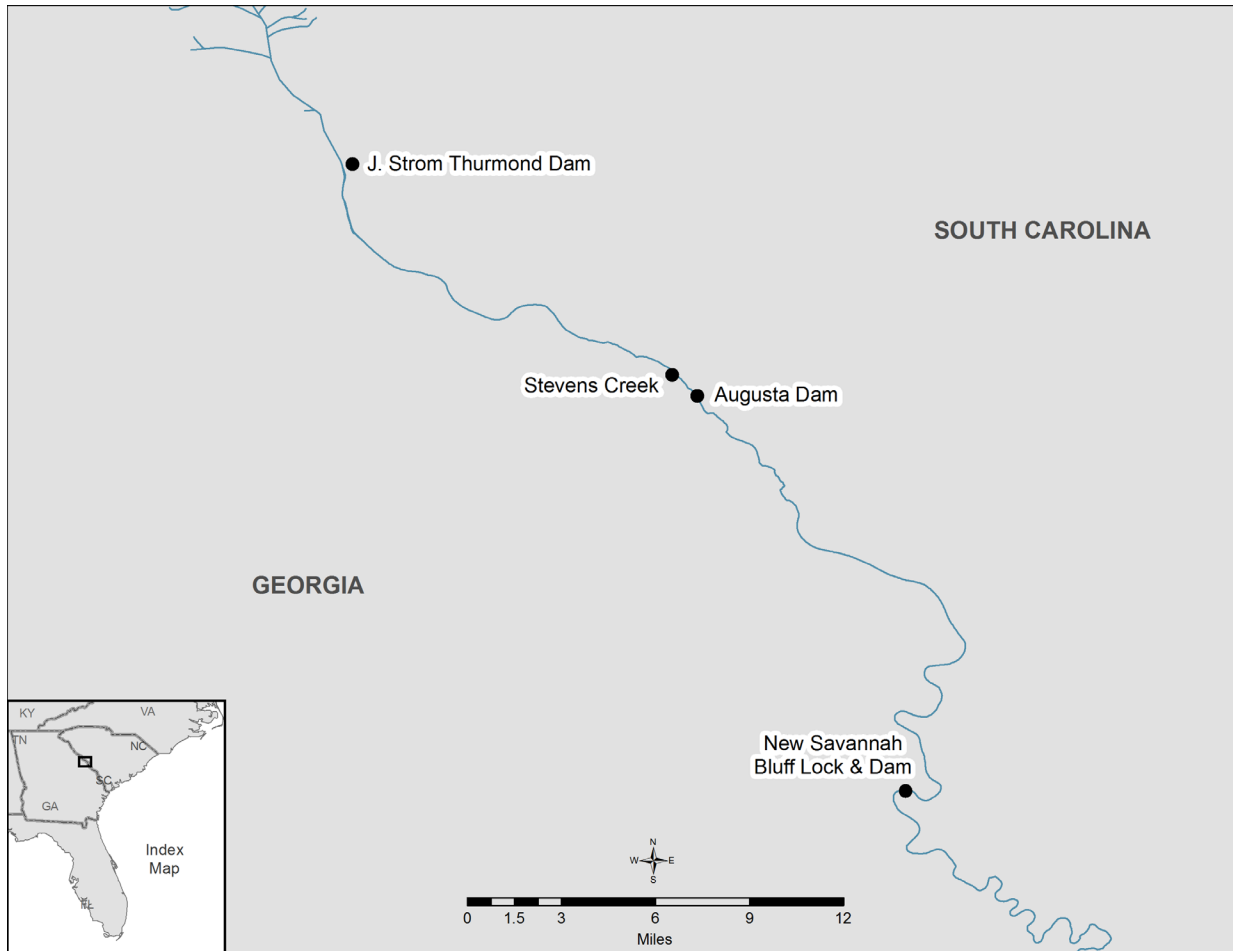 J. Strom Thurmond Dam
SOUTH CAROLINA
Stevens Creek
Augusta Dam
GEORGIA
New Savannah
Bluff Lock & Dam
KY
VA
TN
NC
SC
GA
FL
Index
Map
N
W E
S
0 1.5 3 6 9 12
Miles